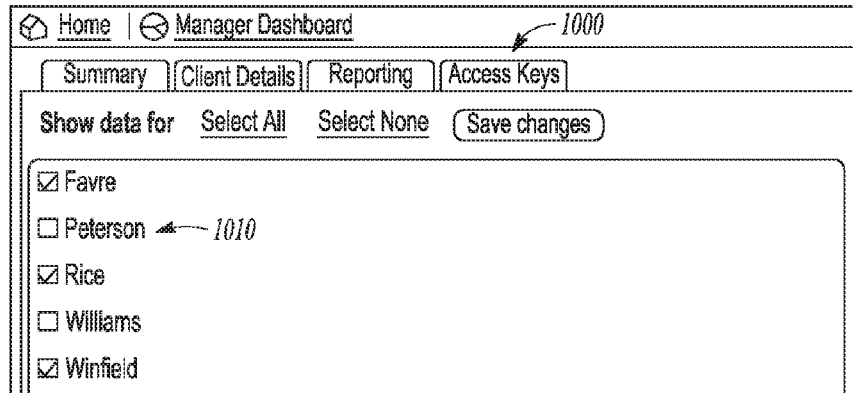 Home | Manager Dashboard 1000
Summary Client Details Reporting Access Keys
Show data for Select All Select None Save changes
Favre
Peterson 1010
Rice
Williams
Winfield